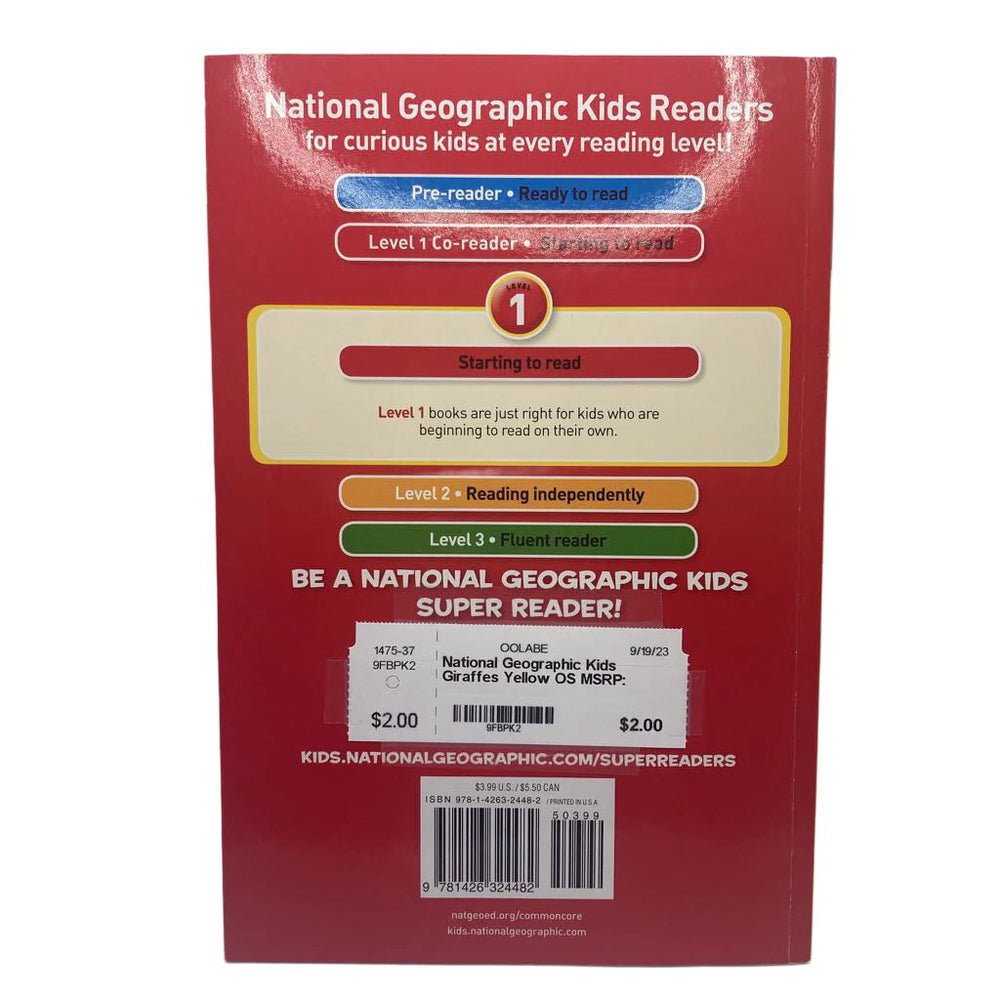 National Geographic Kids Readers
for curious kids at every reading level!
Pre-reader • Ready to read
Level 1 Co-reader • Starting to read
LEVEL
1
Starting to read
Level 1 books are just right for kids who are
beginning to read on their own.
Level 2 • Reading independently
Level 3 • Fluent reader
BE A NATIONAL GEOGRAPHIC KIDS
SUPER READER!
1475-37
9FBPK2
$2.00
OOLABE 9/19/23
National Geographic Kids
Giraffes Yellow OS MSRP:
9FBPK2
$2.00
KIDS.NATIONALGEOGRAPHIC.COM/SUPERREADERS
$3.99 U.S. / $5.50 CAN
ISBN 978-1-4263-2448-2 / PRINTED IN U.S.A.
50399
9 781426 324482
natgeoed.org/commoncore
kids.nationalgeographic.com